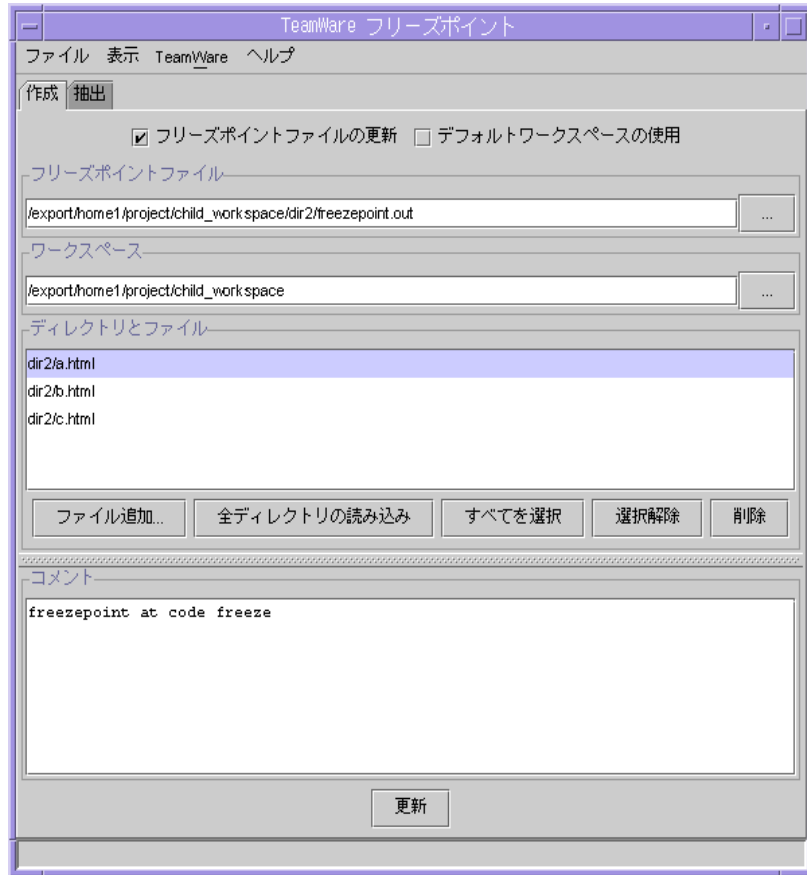 TeamWare フリーズポイント
ファイル 表示 TeamWare ヘルプ
作成 抽出
フリーズポイントファイルの更新 デフォルトワークスペースの使用
フリーズポイントファイル
/export/home1/project/child_workspace/dir2/freezepoint.out ...
ワークスペース
/export/home1/project/child_workspace ...
ディレクトリとファイル
dir2/a.html
dir2/b.html
dir2/c.html
ファイル追加... 全ディレクトリの読み込み すべてを選択 選択解除 削除
コメント
freezepoint at code freeze
更新